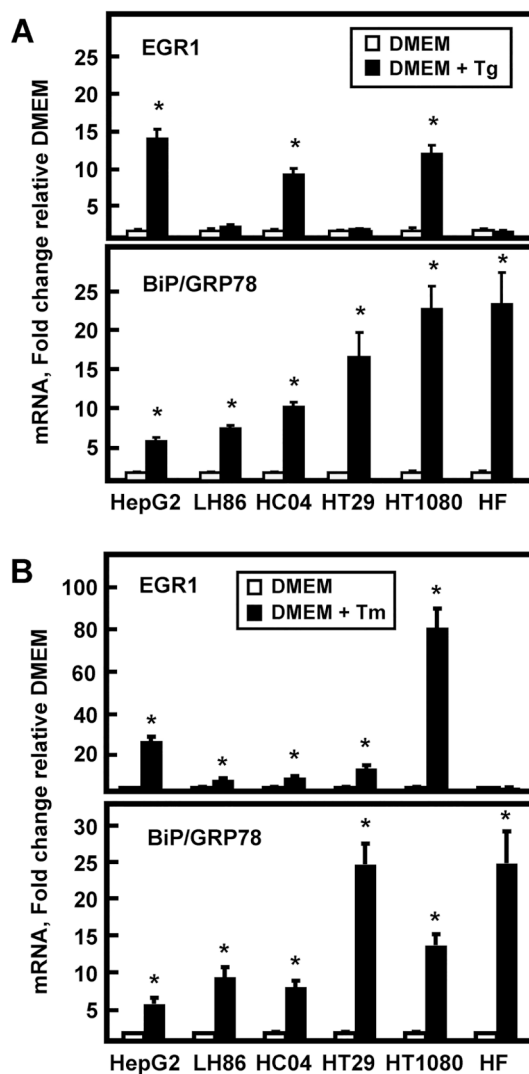 A
EGR1
DMEM
DMEM + Tg
mRNA, Fold change relative DMEM
25
20
15
10
5
*
*
*
BiP/GRP78
25
20
15
10
5
*
*
*
*
*
*
HepG2 LH86 HC04 HT29 HT1080 HF
B
EGR1
DMEM
DMEM + Tm
mRNA, Fold change relative DMEM
100
80
60
40
20
*
*
*
*
*
BiP/GRP78
30
25
20
15
10
5
*
*
*
*
*
*
HepG2 LH86 HC04 HT29 HT1080 HF